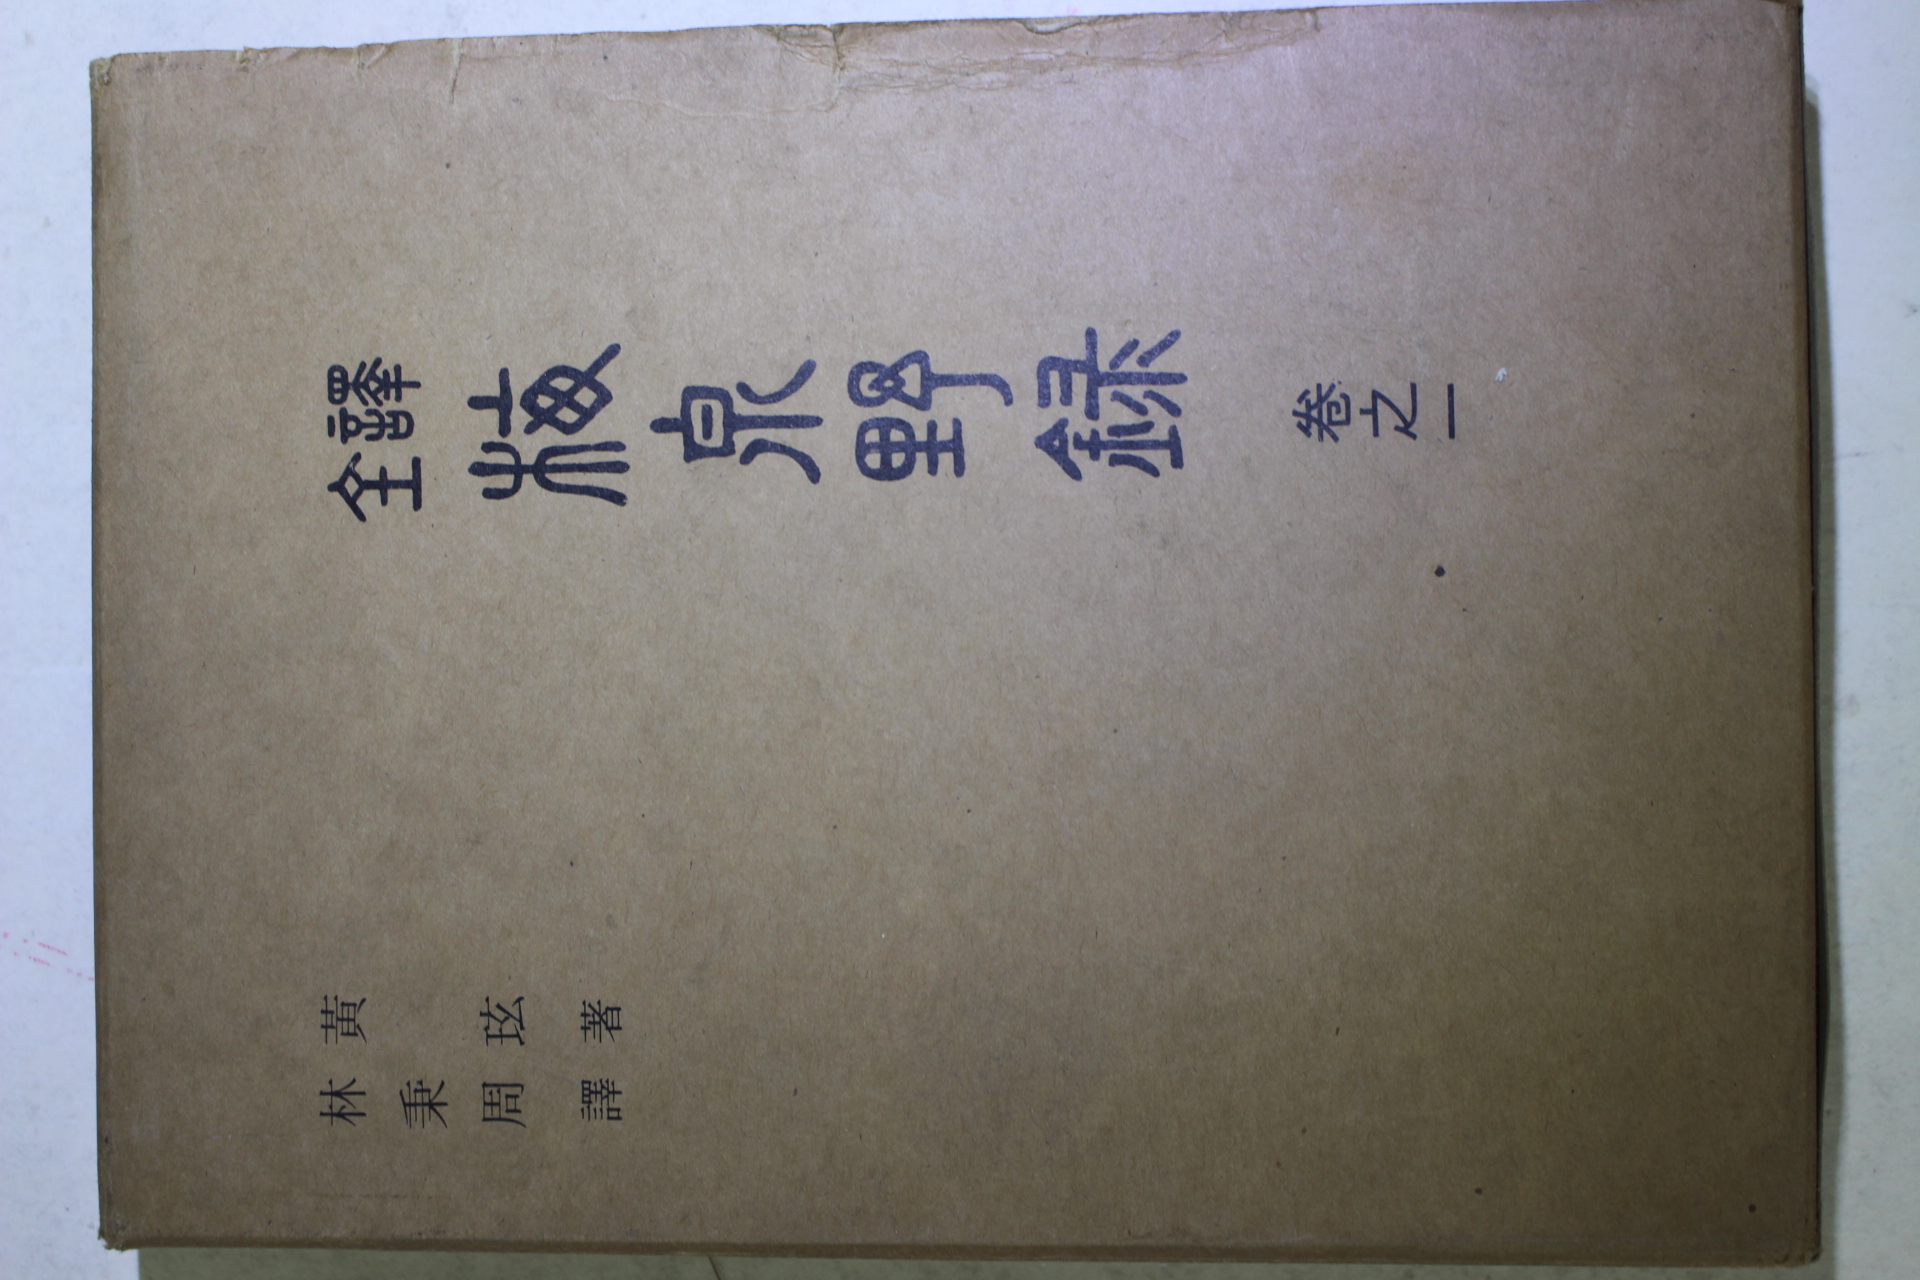 全譯
梅泉野錄 卷之一
黃玹 著
林秉周 譯